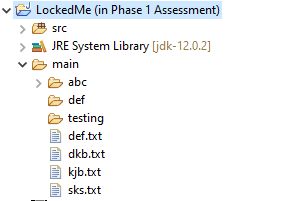 LockedMe (in Phase 1 Assessment)
src
JRE System Library [jdk-12.0.2]
main
abc
def
testing
def.txt
dkb.txt
kjb.txt
sks.txt